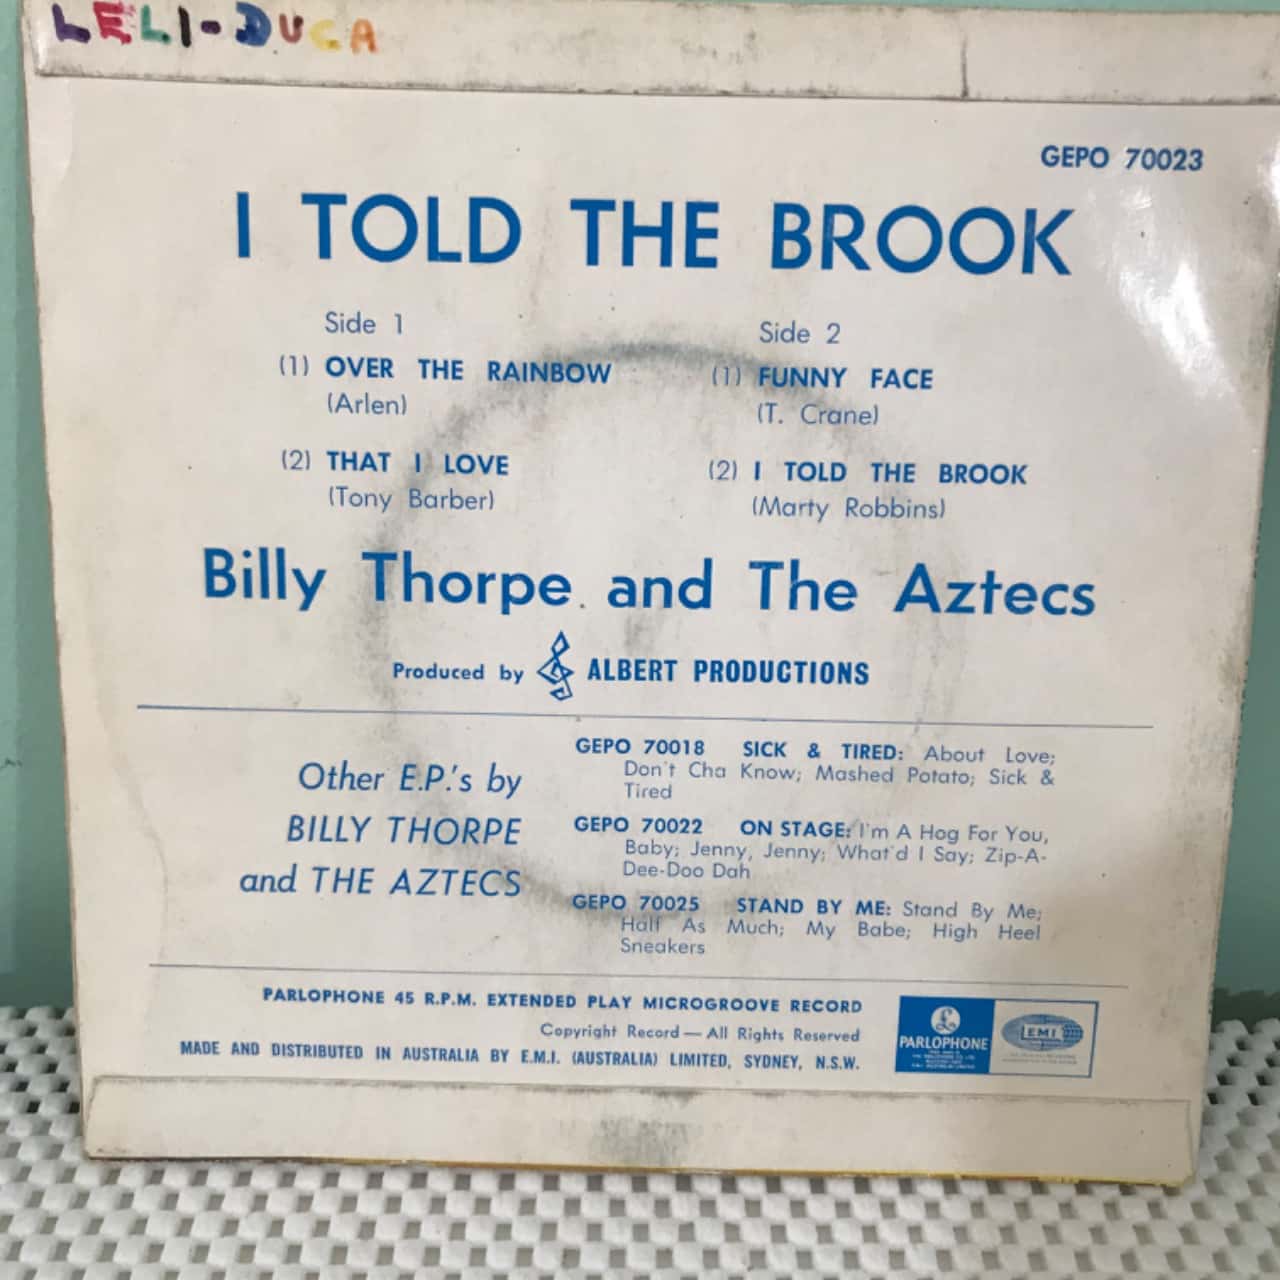 LELI-DUCA
GEPO 70023
I TOLD THE BROOK
Side 1
(1) OVER THE RAINBOW
(Arlen)
(2) THAT I LOVE
(Tony Barber)
Side 2
(1) FUNNY FACE
(T. Crane)
(2) I TOLD THE BROOK
(Marty Robbins)
Billy Thorpe and The Aztecs
Produced by ALBERT PRODUCTIONS
Other E.P.'s by
BILLY THORPE
and THE AZTECS
GEPO 70018 SICK & TIRED: About Love;
Don't Cha Know; Mashed Potato; Sick &
Tired
GEPO 70022 ON STAGE: I'm A Hog For You,
Baby; Jenny, Jenny; What'd I Say; Zip-A-
Dee-Doo Dah
GEPO 70025 STAND BY ME: Stand By Me;
Half As Much; My Babe; High Heel
Sneakers
PARLOPHONE 45 R.P.M. EXTENDED PLAY MICROGROOVE RECORD
Copyright Record — All Rights Reserved
MADE AND DISTRIBUTED IN AUSTRALIA BY E.M.I. (AUSTRALIA) LIMITED, SYDNEY, N.S.W.
£
PARLOPHONE
EMI